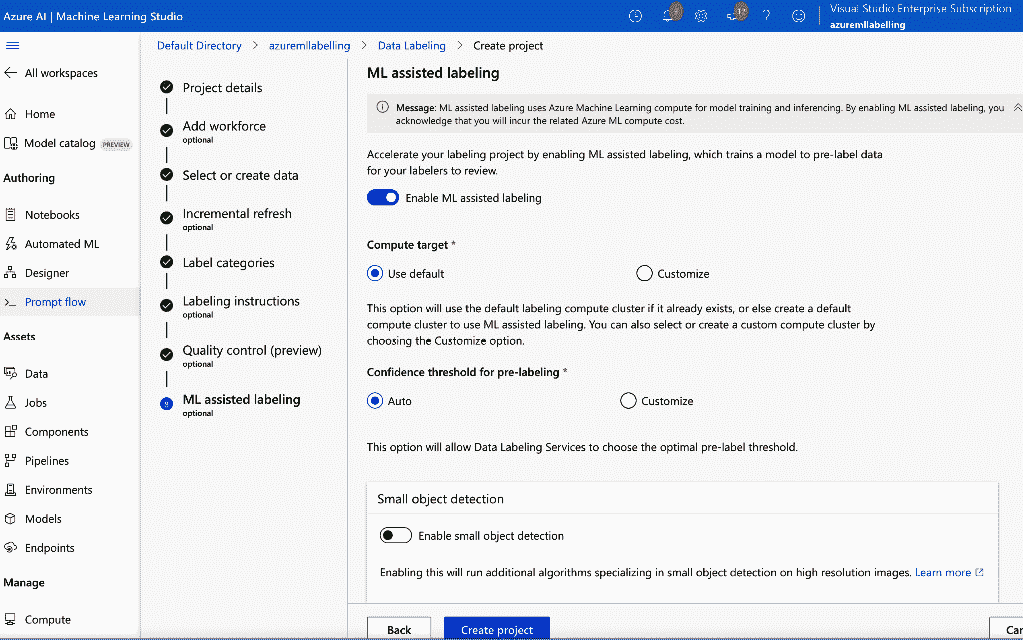 Azure AI | Machine Learning Studio
Visual Studio Enterprise Subscription
azuremllabelling
Default Directory > azuremllabelling > Data Labeling > Create project
All workspaces
Home
Model catalog PREVIEW
Authoring
Notebooks
Automated ML
Designer
Prompt flow
Assets
Data
Jobs
Components
Pipelines
Environments
Models
Endpoints
Manage
Compute
Project details
Add workforce
optional
Select or create data
Incremental refresh
optional
Label categories
Labeling instructions
optional
Quality control (preview)
optional
ML assisted labeling
optional
ML assisted labeling
Message: ML assisted labeling uses Azure Machine Learning compute for model training and inferencing. By enabling ML assisted labeling, you
acknowledge that you will incur the related Azure ML compute cost.
Accelerate your labeling project by enabling ML assisted labeling, which trains a model to pre-label data
for your labelers to review.
Enable ML assisted labeling
Compute target *
Use default
Customize
This option will use the default labeling compute cluster if it already exists, or else create a default
compute cluster to use ML assisted labeling. You can also select or create a custom compute cluster by
choosing the Customize option.
Confidence threshold for pre-labeling *
Auto
Customize
This option will allow Data Labeling Services to choose the optimal pre-label threshold.
Small object detection
Enable small object detection
Enabling this will run additional algorithms specializing in small object detection on high resolution images. Learn more
Back
Create project